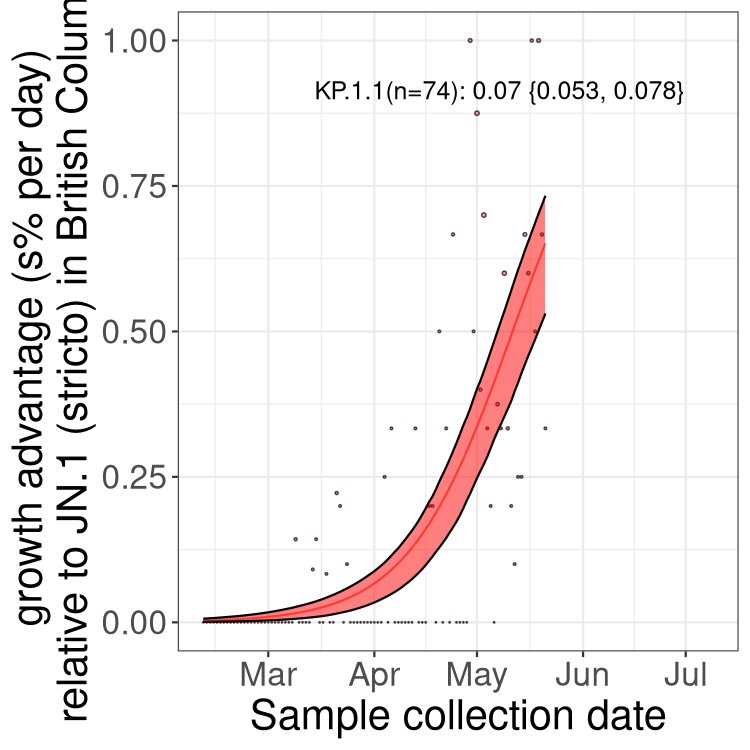 growth advantage (s% per day)
relative to JN.1 (stricto) in British Colum
1.00
0.75
0.50
0.25
0.00
KP.1.1(n=74): 0.07 {0.053, 0.078}
Mar Apr May Jun Jul
Sample collection date